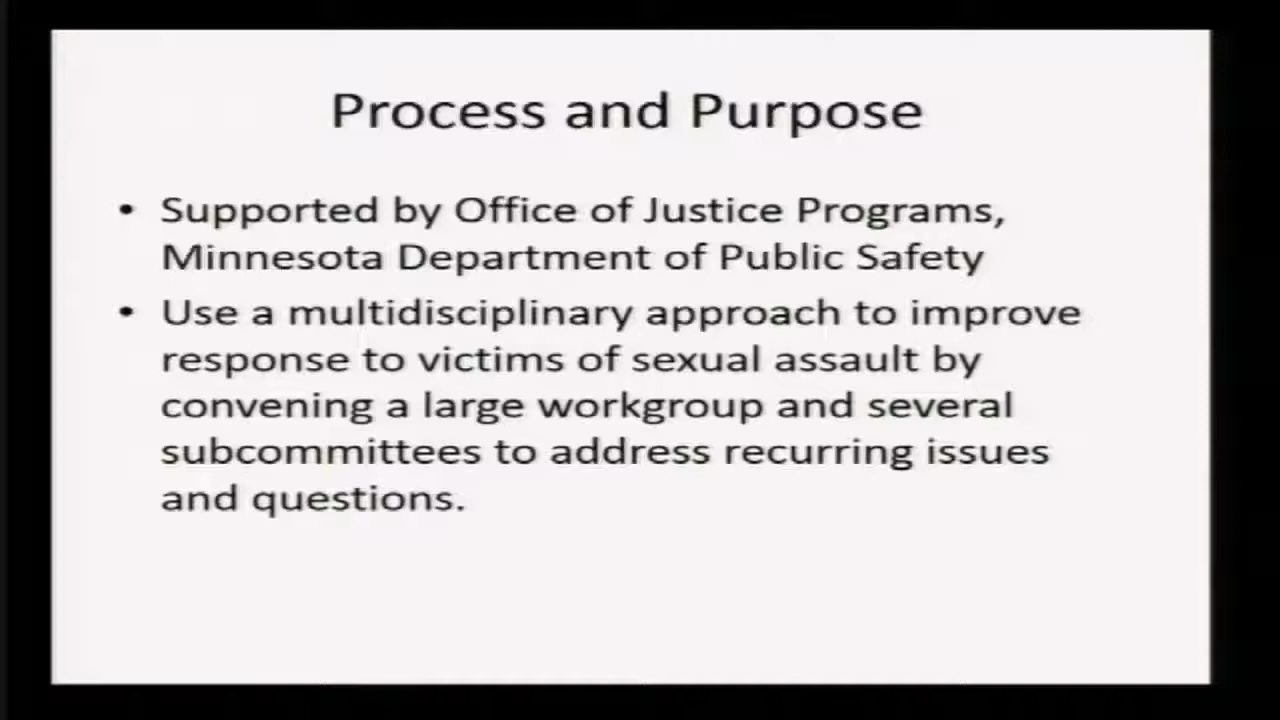 Process and Purpose
• Supported by Office of Justice Programs,
Minnesota Department of Public Safety
• Use a multidisciplinary approach to improve
response to victims of sexual assault by
convening a large workgroup and several
subcommittees to address recurring issues
and questions.